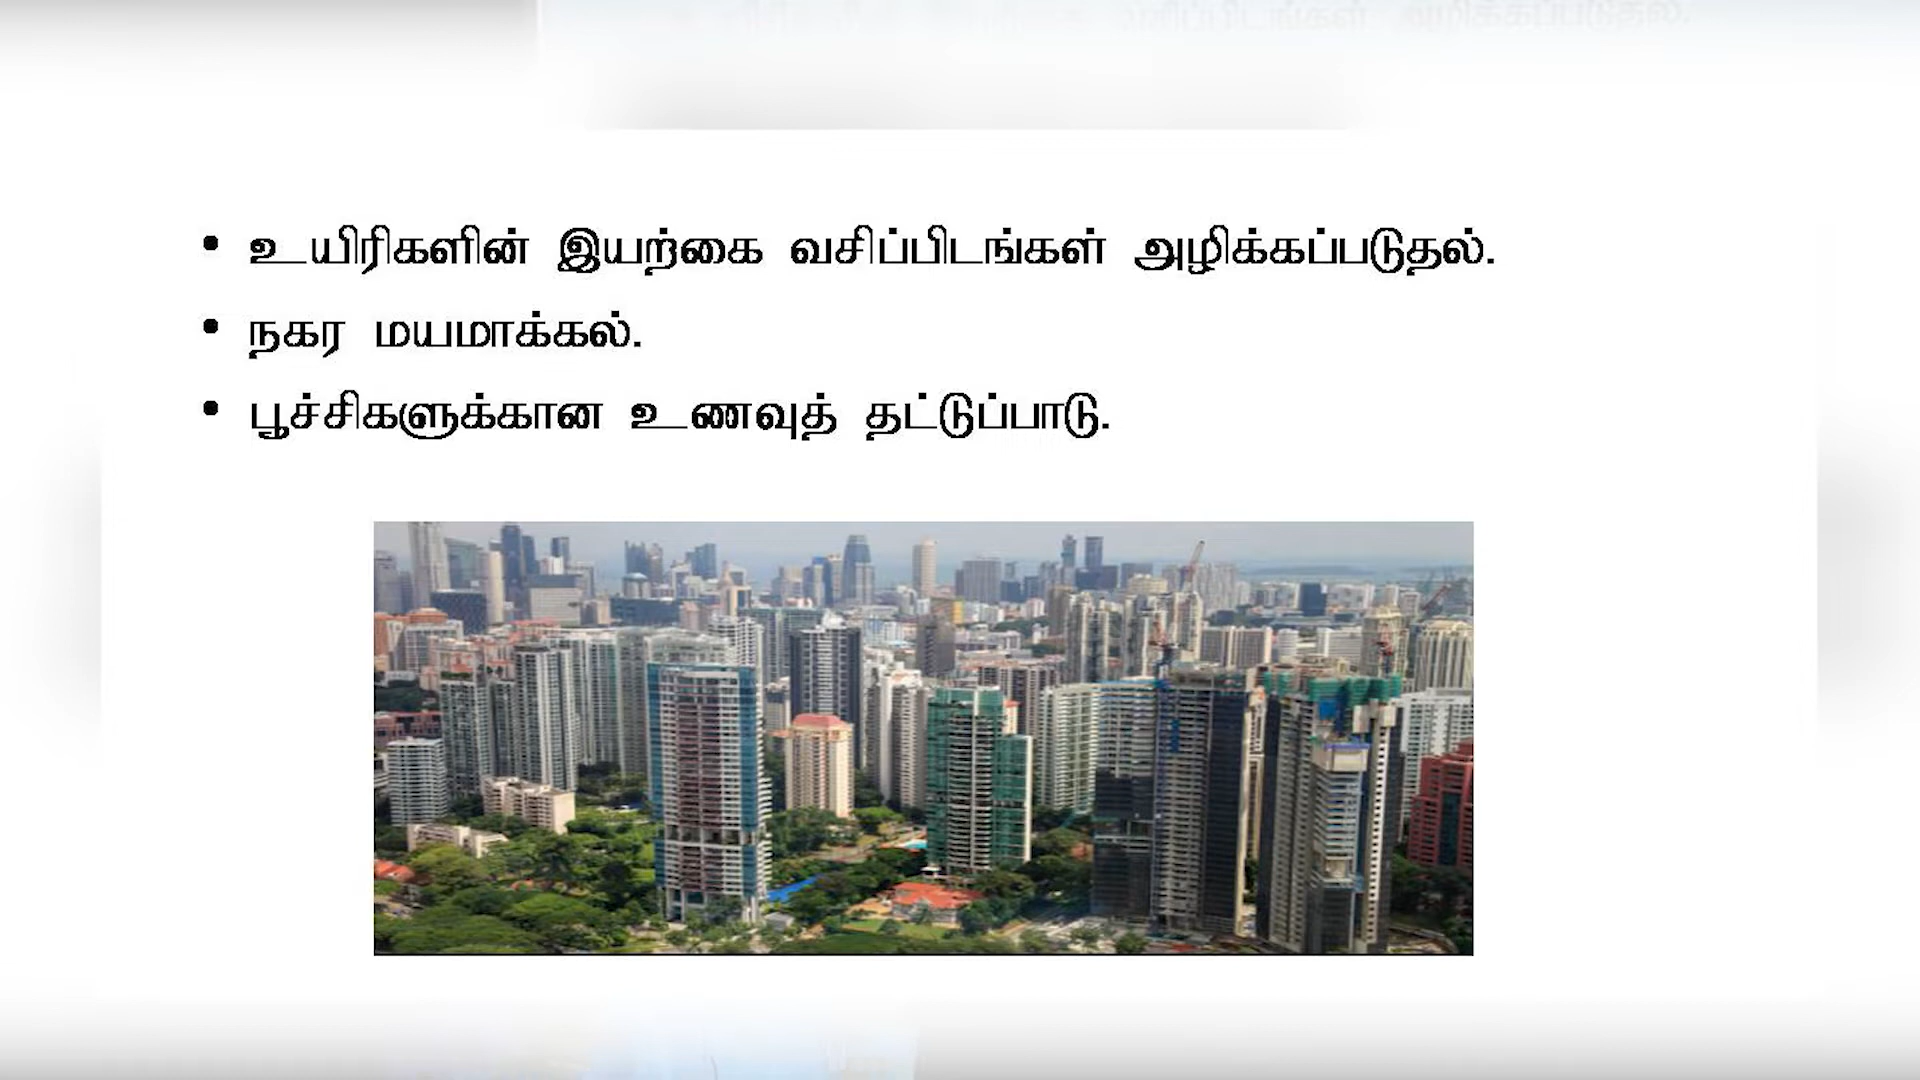 • உயிரிகளின் இயற்கை வசிப்பிடங்கள் அழிக்கப்படுதல்.
• நகர மயமாக்கல்.
• பூச்சிகளுக்கான உணவுத் தட்டுப்பாடு.